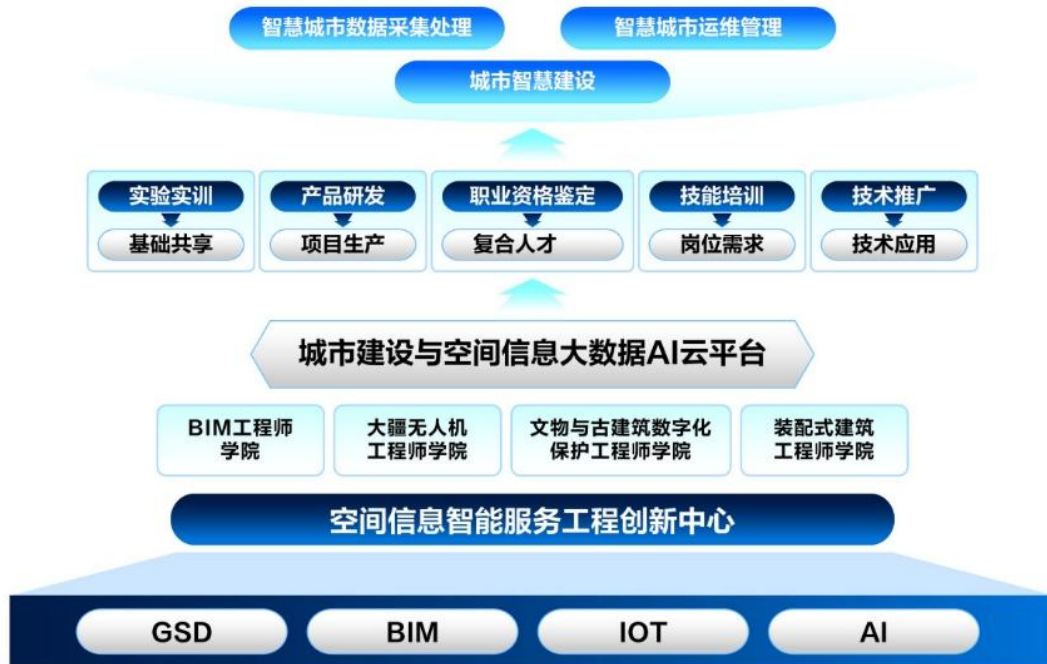 智慧城市数据采集处理
智慧城市运维管理
城市智慧建设
实验实训
产品研发
职业资格鉴定
技能培训
技术推广
基础共享
项目生产
复合人才
岗位需求
技术应用
城市建设与空间信息大数据AI云平台
BIM工程师
学院
大疆无人机
工程师学院
文物与古建筑数字化
保护工程师学院
装配式建筑
工程师学院
空间信息智能服务工程创新中心
GSD
BIM
IOT
AI